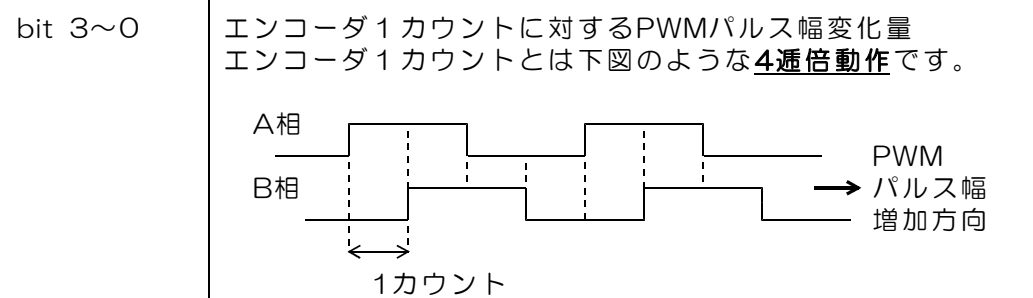 bit 3～0
エンコーダ1カウントに対するPWMパルス幅変化量
エンコーダ1カウントとは下図のような4逓倍動作です。
A相
B相
PWM
パルス幅
増加方向
1カウント